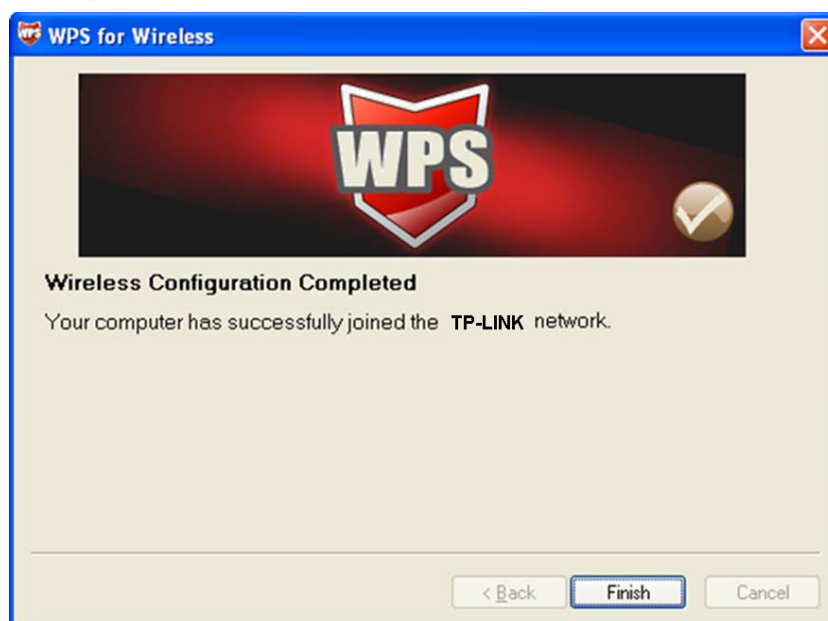 WPS for Wireless
WPS
Wireless Configuration Completed
Your computer has successfully joined the TP-LINK network.
< Back Finish Cancel